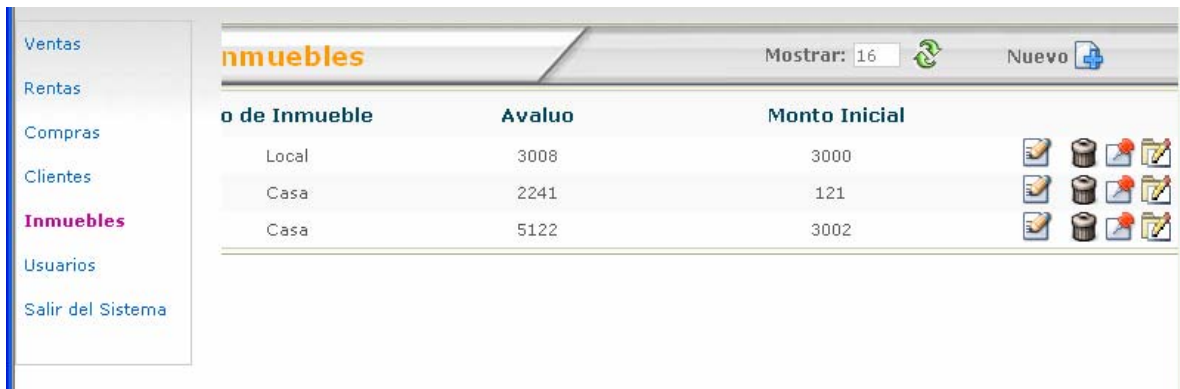 Ventas
Rentas
Compras
Clientes
Inmuebles
Usuarios
Salir del Sistema
nmuebles
Mostrar: 16
Nuevo
o de Inmueble Avaluo Monto Inicial
Local 3008 3000
Casa 2241 121
Casa 5122 3002